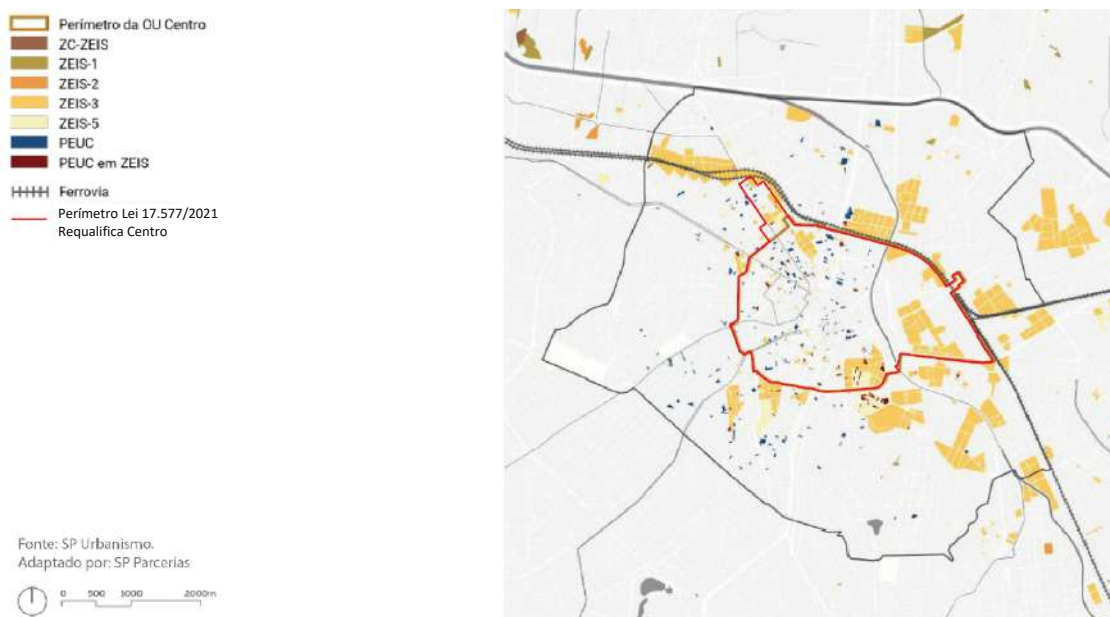 Perímetro da OU Centro
ZC-ZEIS
ZEIS-1
ZEIS-2
ZEIS-3
ZEIS-5
PEUC
PEUC em ZEIS
Ferrovia
Perímetro Lei 17.577/2021
Requalifica Centro
Fonte: SP Urbanismo.
Adaptado por: SP Parcerias
0 500 1000 2000m